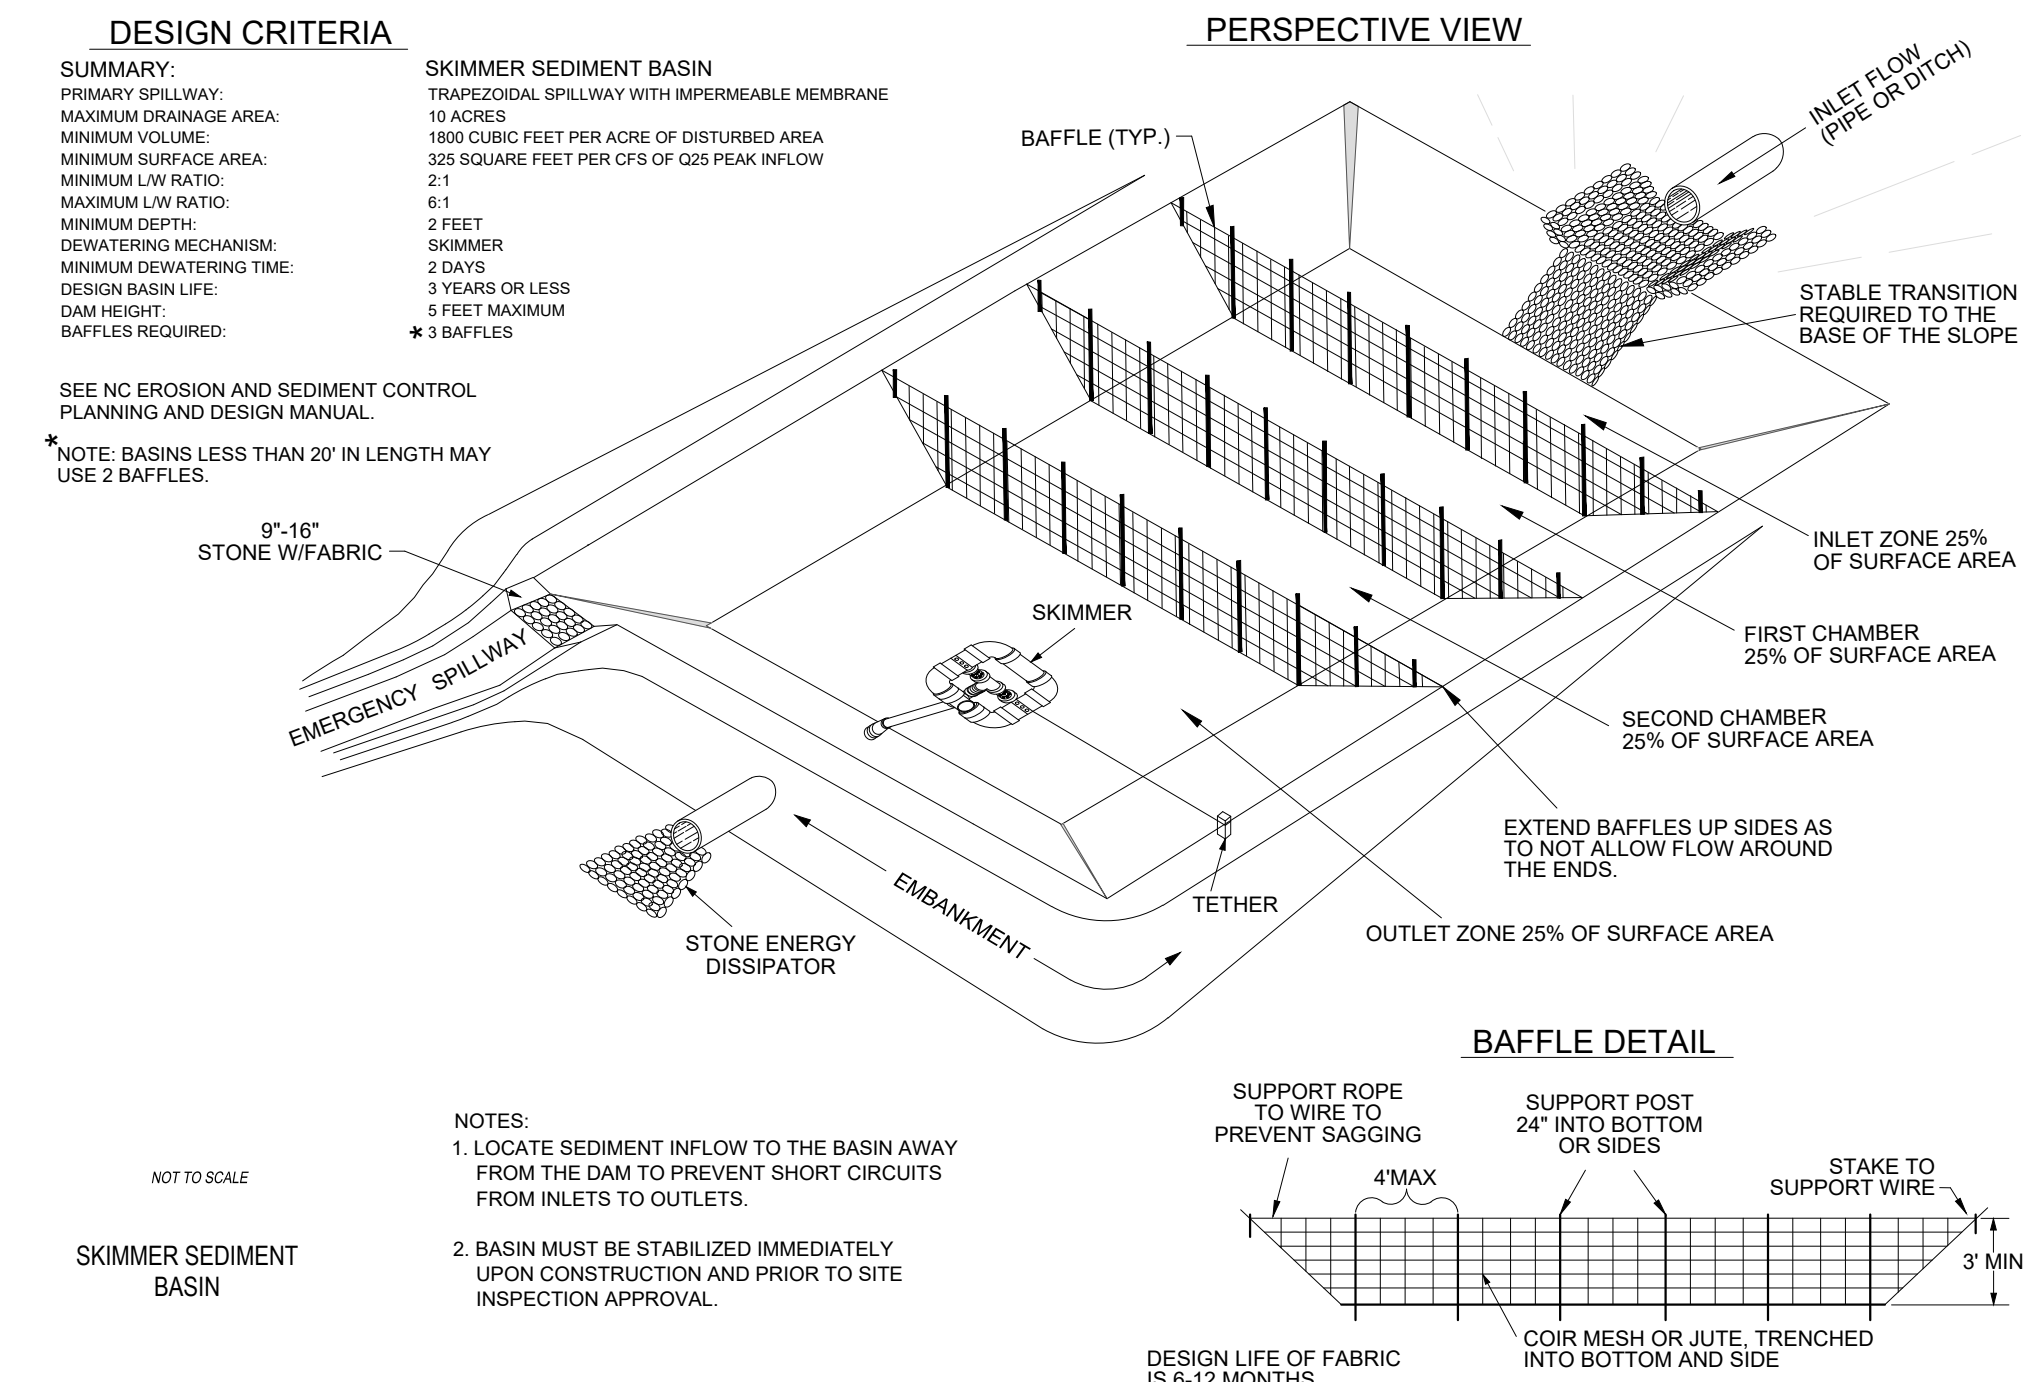 DESIGN CRITERIA
SUMMARY: SKIMMER SEDIMENT BASIN
PRIMARY SPILLWAY: TRAPEZOIDAL SPILLWAY WITH IMPERMEABLE MEMBRANE
MAXIMUM DRAINAGE AREA: 10 ACRES
MINIMUM VOLUME: 1800 CUBIC FEET PER ACRE OF DISTURBED AREA
MINIMUM SURFACE AREA: 325 SQUARE FEET PER CFS OF Q25 PEAK INFLOW
MINIMUM L/W RATIO: 2:1
MAXIMUM L/W RATIO: 6:1
MINIMUM DEPTH: 2 FEET
DEWATERING MECHANISM: SKIMMER
MINIMUM DEWATERING TIME: 2 DAYS
DESIGN BASIN LIFE: 3 YEARS OR LESS
DAM HEIGHT: 5 FEET MAXIMUM
BAFFLES REQUIRED: * 3 BAFFLES
SEE NC EROSION AND SEDIMENT CONTROL
PLANNING AND DESIGN MANUAL.
* NOTE: BASINS LESS THAN 20' IN LENGTH MAY
USE 2 BAFFLES.
PERSPECTIVE VIEW
INLET FLOW
(PIPE OR DITCH)
BAFFLE (TYP.)
STABLE TRANSITION
REQUIRED TO THE
BASE OF THE SLOPE
9"-16"
STONE W/FABRIC
INLET ZONE 25%
OF SURFACE AREA
SKIMMER
FIRST CHAMBER
25% OF SURFACE AREA
EMERGENCY SPILLWAY
SECOND CHAMBER
25% OF SURFACE AREA
EXTEND BAFFLES UP SIDES AS
TO NOT ALLOW FLOW AROUND
THE ENDS.
EMBANKMENT
TETHER
OUTLET ZONE 25% OF SURFACE AREA
STONE ENERGY
DISSIPATOR
BAFFLE DETAIL
SUPPORT ROPE
TO WIRE TO
PREVENT SAGGING
SUPPORT POST
24" INTO BOTTOM
OR SIDES
4'MAX
STAKE TO
SUPPORT WIRE
3' MIN
COIR MESH OR JUTE, TRENCHED
INTO BOTTOM AND SIDE
DESIGN LIFE OF FABRIC
IS 6-12 MONTHS
NOTES:
1. LOCATE SEDIMENT INFLOW TO THE BASIN AWAY
FROM THE DAM TO PREVENT SHORT CIRCUITS
FROM INLETS TO OUTLETS.
2. BASIN MUST BE STABILIZED IMMEDIATELY
UPON CONSTRUCTION AND PRIOR TO SITE
INSPECTION APPROVAL.
NOT TO SCALE
SKIMMER SEDIMENT
BASIN